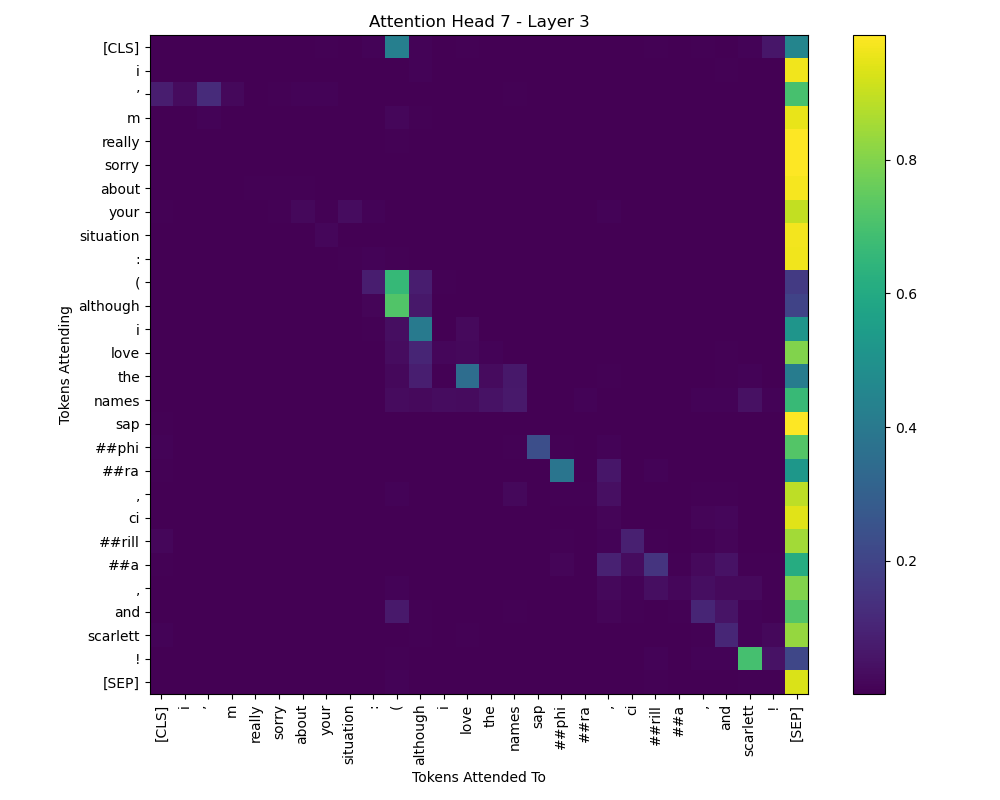 Attention Head 7 - Layer 3
Tokens Attending
[CLS]
i
’
m
really
sorry
about
your
situation
:
(
although
i
love
the
names
sap
##phi
##ra
,
ci
##rill
##a
,
and
scarlett
!
[SEP]
[CLS]
i
’
m
really
sorry
about
your
situation
:
(
although
i
love
the
names
sap
##phi
##ra
,
ci
##rill
##a
,
and
scarlett
!
[SEP]
Tokens Attended To
0.8
0.6
0.4
0.2